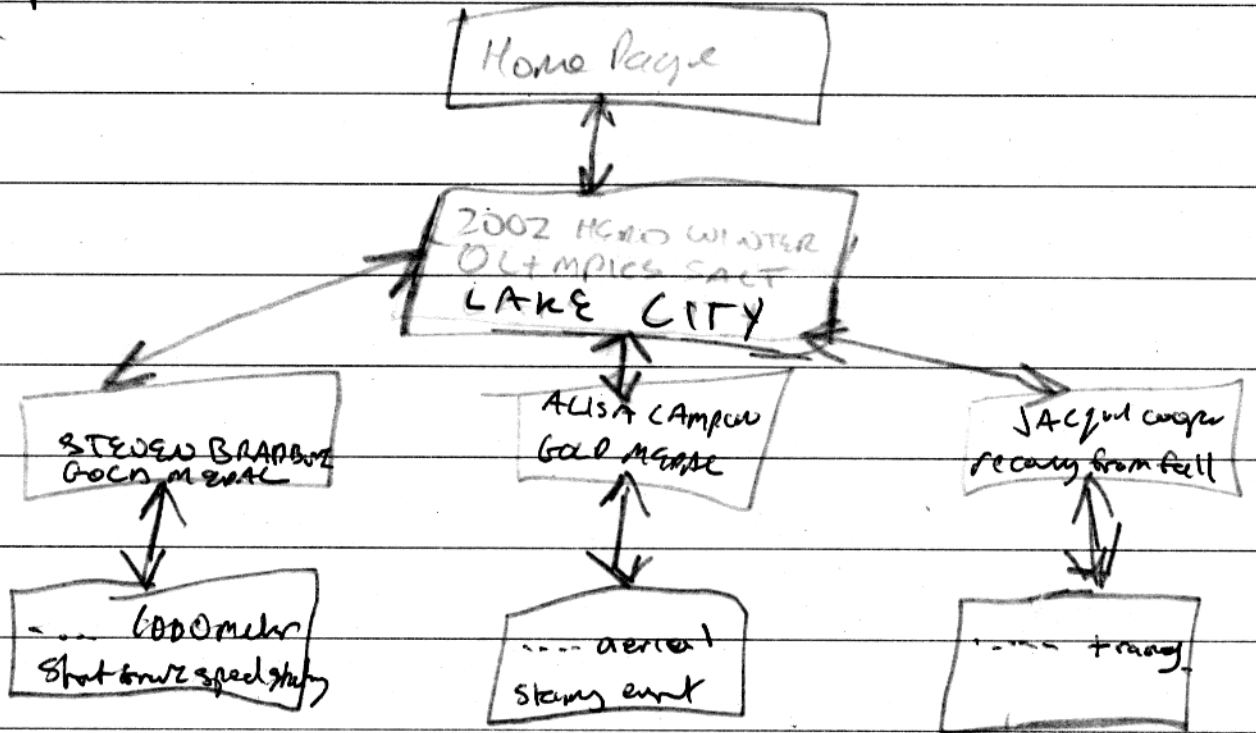 Home Page
2002 HERO WINTER
OLYMPICS SALT
LAKE CITY
STEVEN BRADBURY
GOLD MEDAL
ALISA CAMPLIN
GOLD MEDAL
JACQUI COOPER
recovery from fall
.... 1000 meter
Short track speed skating
.... aerial
skiing event
......